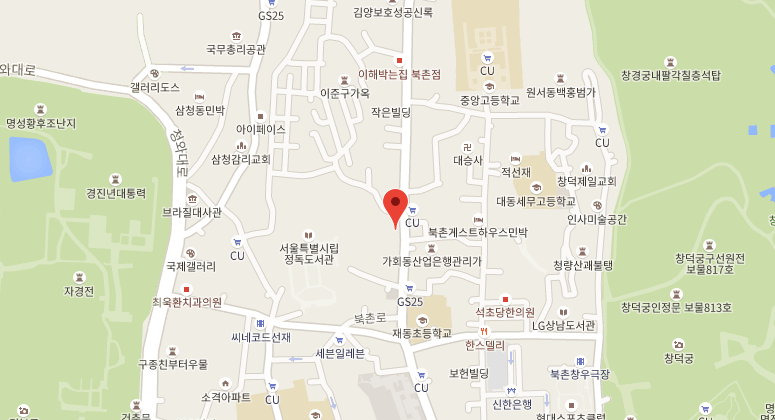 GS25
김양보호성공신록
국무총리공관
이해박는집 북촌점
CU
창경궁내팔각칠층석탑
갤러리도스
이준구가옥
원서동백홍범가
중앙고등학교
삼청동민박
작은빌딩
명성황후조난지
아이페이스
청와대로
CU
삼청감리교회
대승사
적선재
창덕제일교회
경진년대통력
대동세무고등학교
브라질대사관
CU
인사미술공간
북촌게스트하우스민박
서울특별시립
정독도서관
CU
국제갤러리
가회동산업은행관리가
청량산괘불탱
창덕궁구선원전
보물817호
자경전
최욱환치과의원
GS25
석초당한의원
창덕궁인정문 보물813호
북촌로
LG상남도서관
씨네코드선재
재동초등학교
한스델리
세븐일레븐
구종친부터우물
창덕궁
보헌빌딩
북촌창우극장
소격아파트
CU
CU
신한은행
CU
현대스포츠클럽